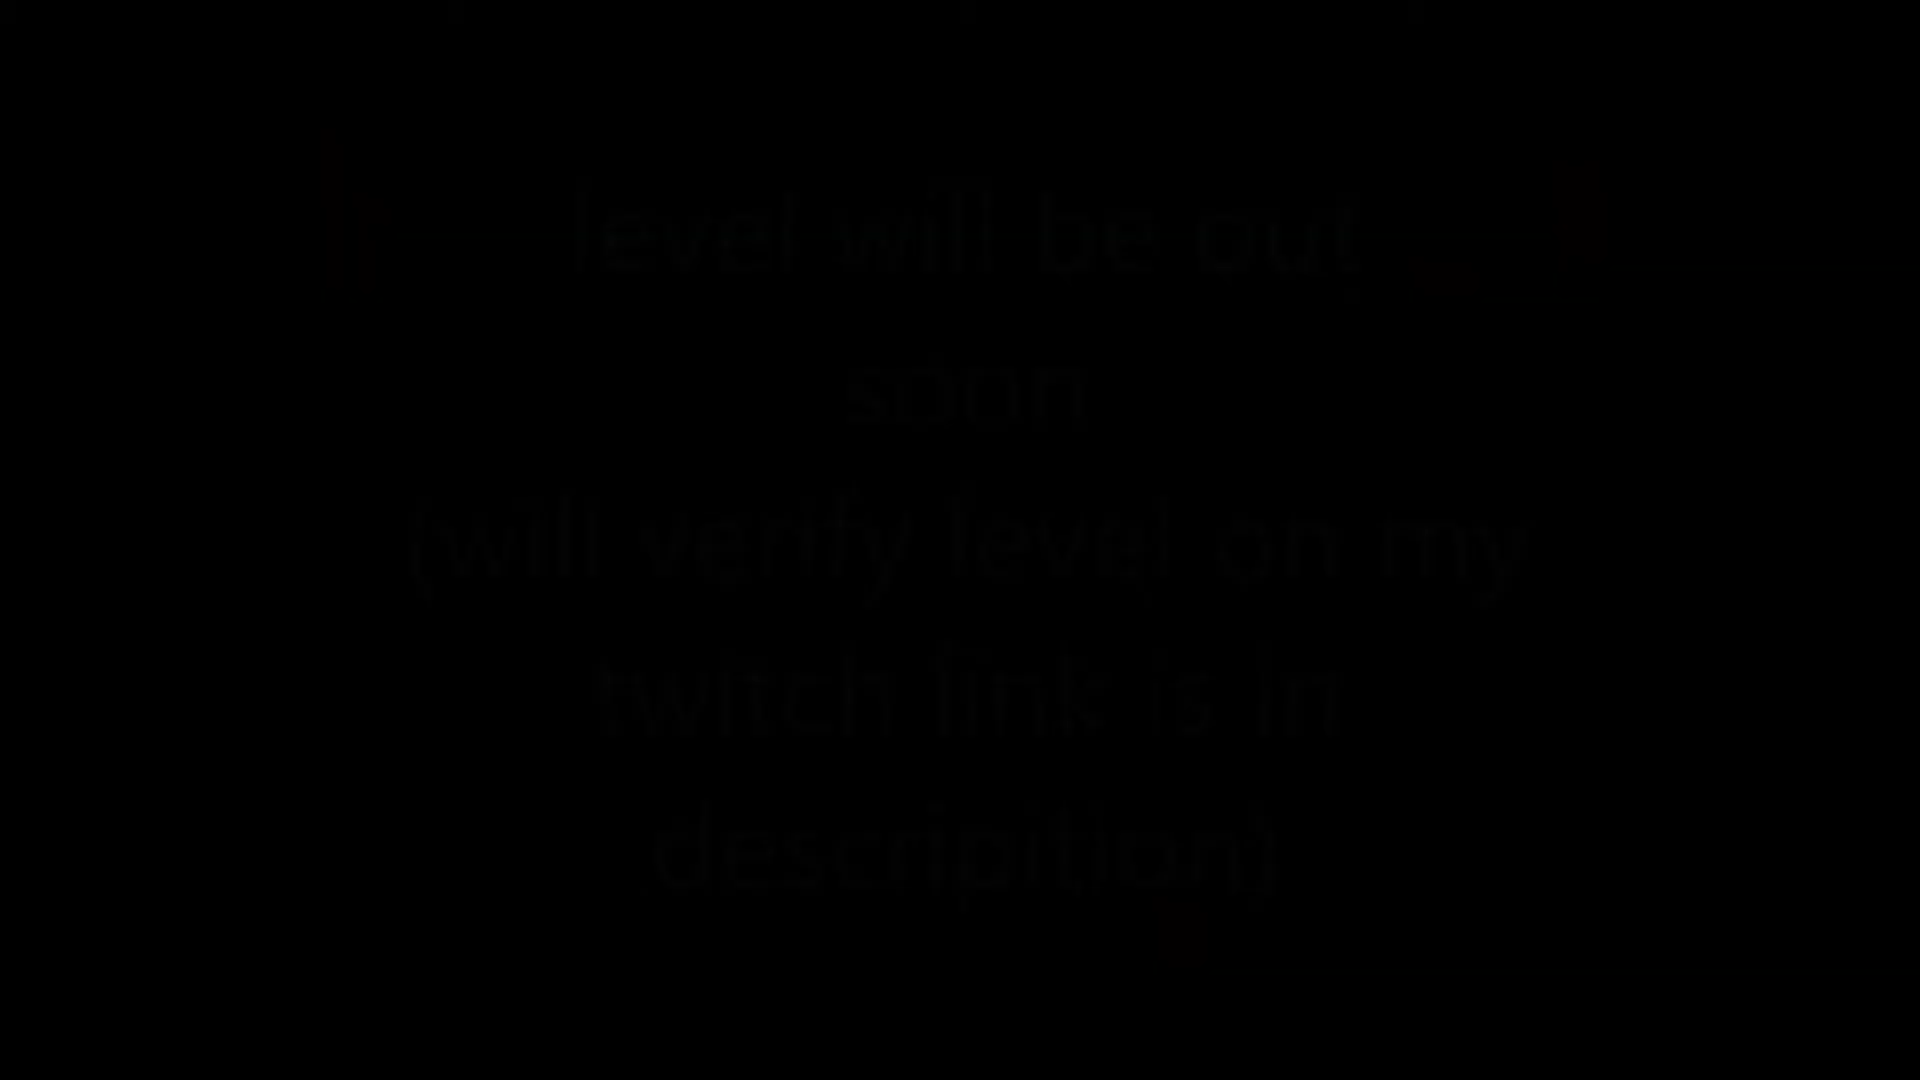 level will be out
soon
(will verify level on my
twitch link is in
descripition)